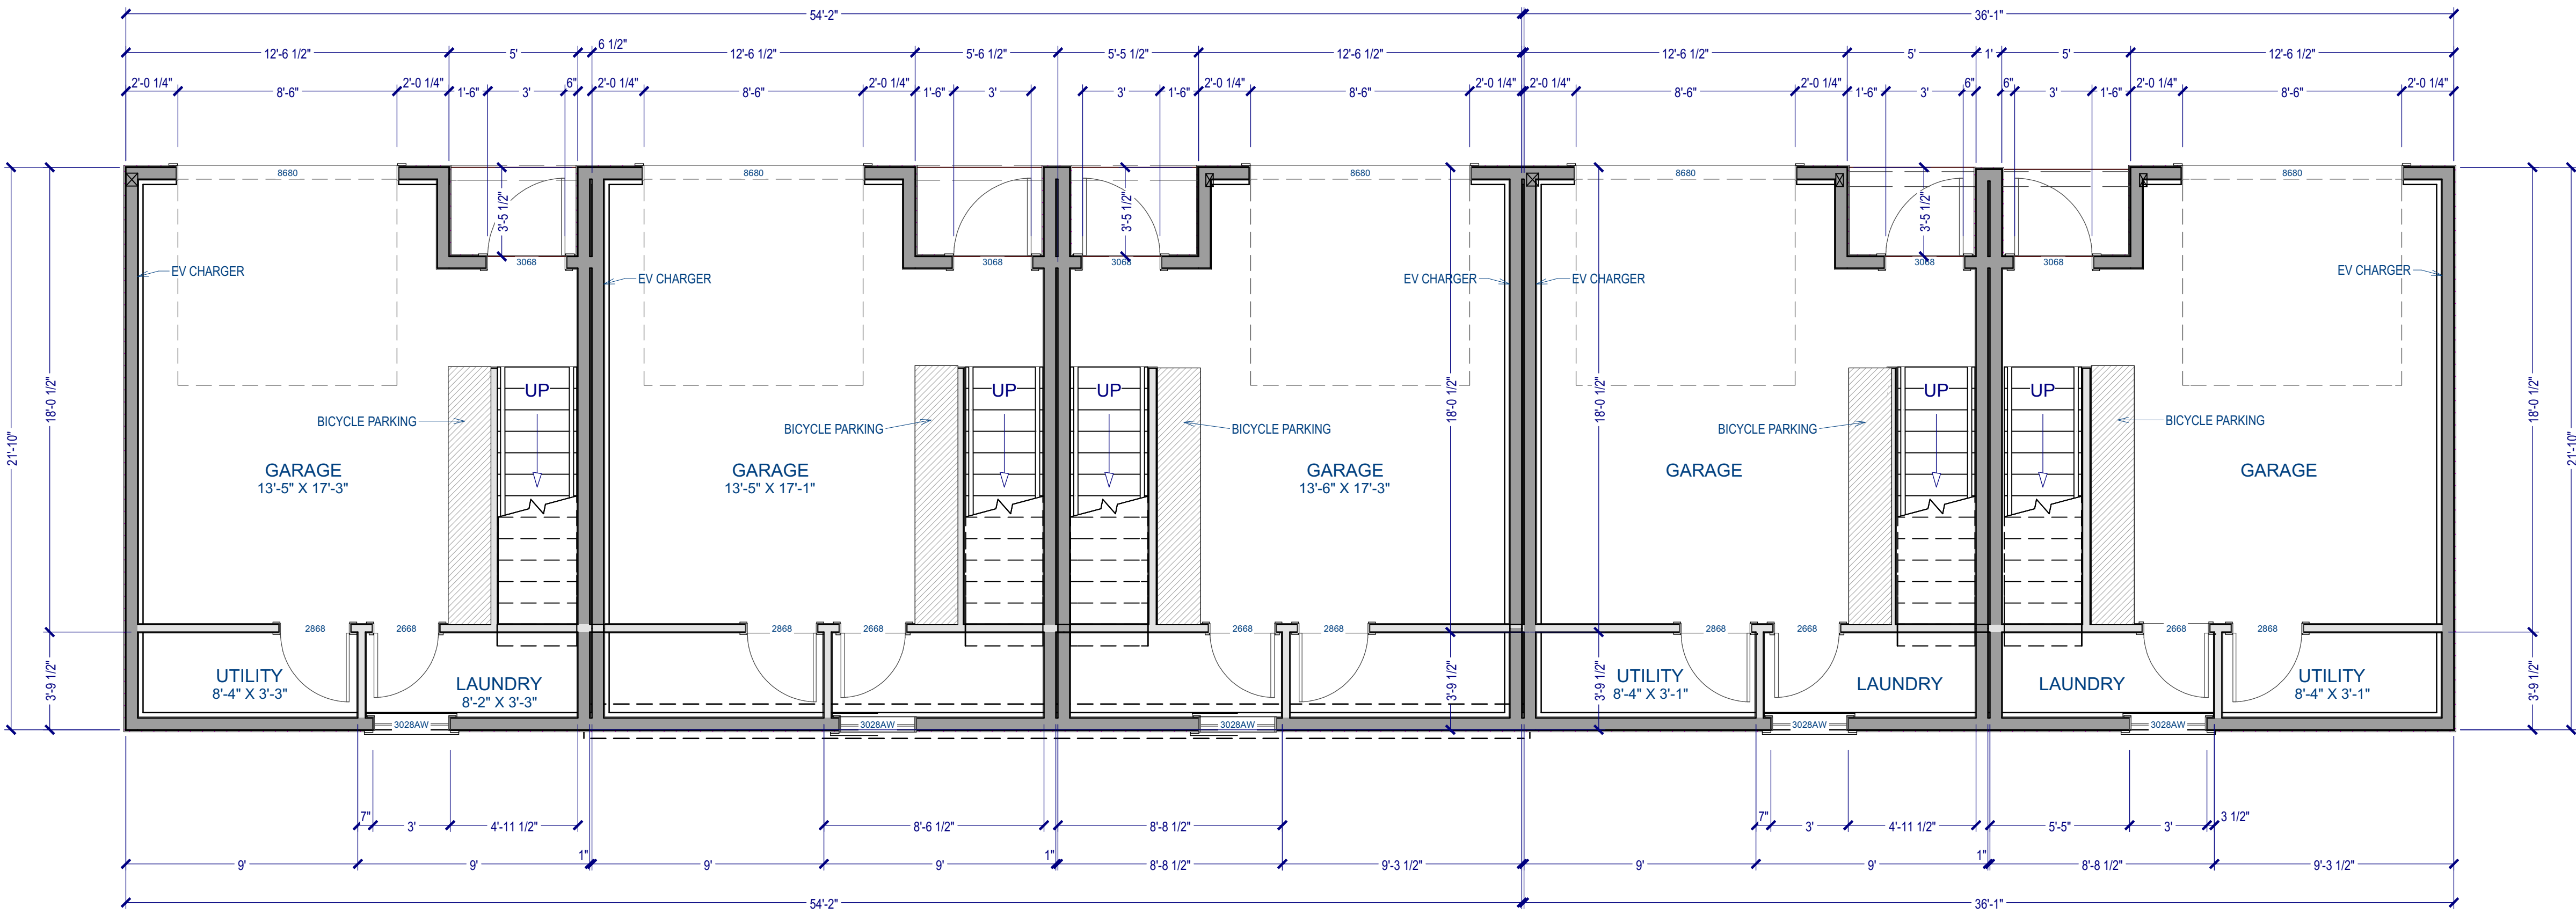 54'-2" 36'-1"
12'-6 1/2" 5' 6 1/2" 12'-6 1/2" 5'-6 1/2" 5'-5 1/2" 12'-6 1/2" 12'-6 1/2" 5' 1' 5' 12'-6 1/2"
2'-0 1/4" 8'-6" 2'-0 1/4" 1'-6" 3' 6" 2'-0 1/4" 8'-6" 2'-0 1/4" 1'-6" 3' 3' 1'-6" 2'-0 1/4" 8'-6" 2'-0 1/4" 2'-0 1/4" 8'-6" 2'-0 1/4" 1'-6" 3' 6" 6" 3' 1'-6" 2'-0 1/4" 8'-6" 2'-0 1/4"
8680 8680 8680 8680 8680
3'-5 1/2" 3'-5 1/2" 3'-5 1/2"
3068 3068 3068 3068 3068
EV CHARGER EV CHARGER EV CHARGER EV CHARGER EV CHARGER
UP UP UP UP UP
21'-10" 18'-0 1/2" 18'-0 1/2" 18'-0 1/2" 18'-0 1/2" 21'-10"
BICYCLE PARKING BICYCLE PARKING BICYCLE PARKING BICYCLE PARKING BICYCLE PARKING
GARAGE GARAGE GARAGE GARAGE GARAGE
13'-5" X 17'-3" 13'-5" X 17'-1" 13'-6" X 17'-3"
2868 2668 2868 2668 2668 2868 2868 2668 2668 2868
3'-9 1/2" 3'-9 1/2" 3'-9 1/2" 3'-9 1/2"
UTILITY LAUNDRY UTILITY LAUNDRY LAUNDRY UTILITY
8'-4" X 3'-3" 8'-2" X 3'-3" 8'-4" X 3'-1" 8'-4" X 3'-1"
3028AW 3028AW 3028AW 3028AW 3028AW
7" 3' 4'-11 1/2" 8'-6 1/2" 8'-8 1/2" 7" 3' 4'-11 1/2" 5'-5" 3' 3 1/2"
9' 9' 1" 9' 9' 1" 8'-8 1/2" 9'-3 1/2" 9' 9' 1" 8'-8 1/2" 9'-3 1/2"
54'-2" 36'-1"